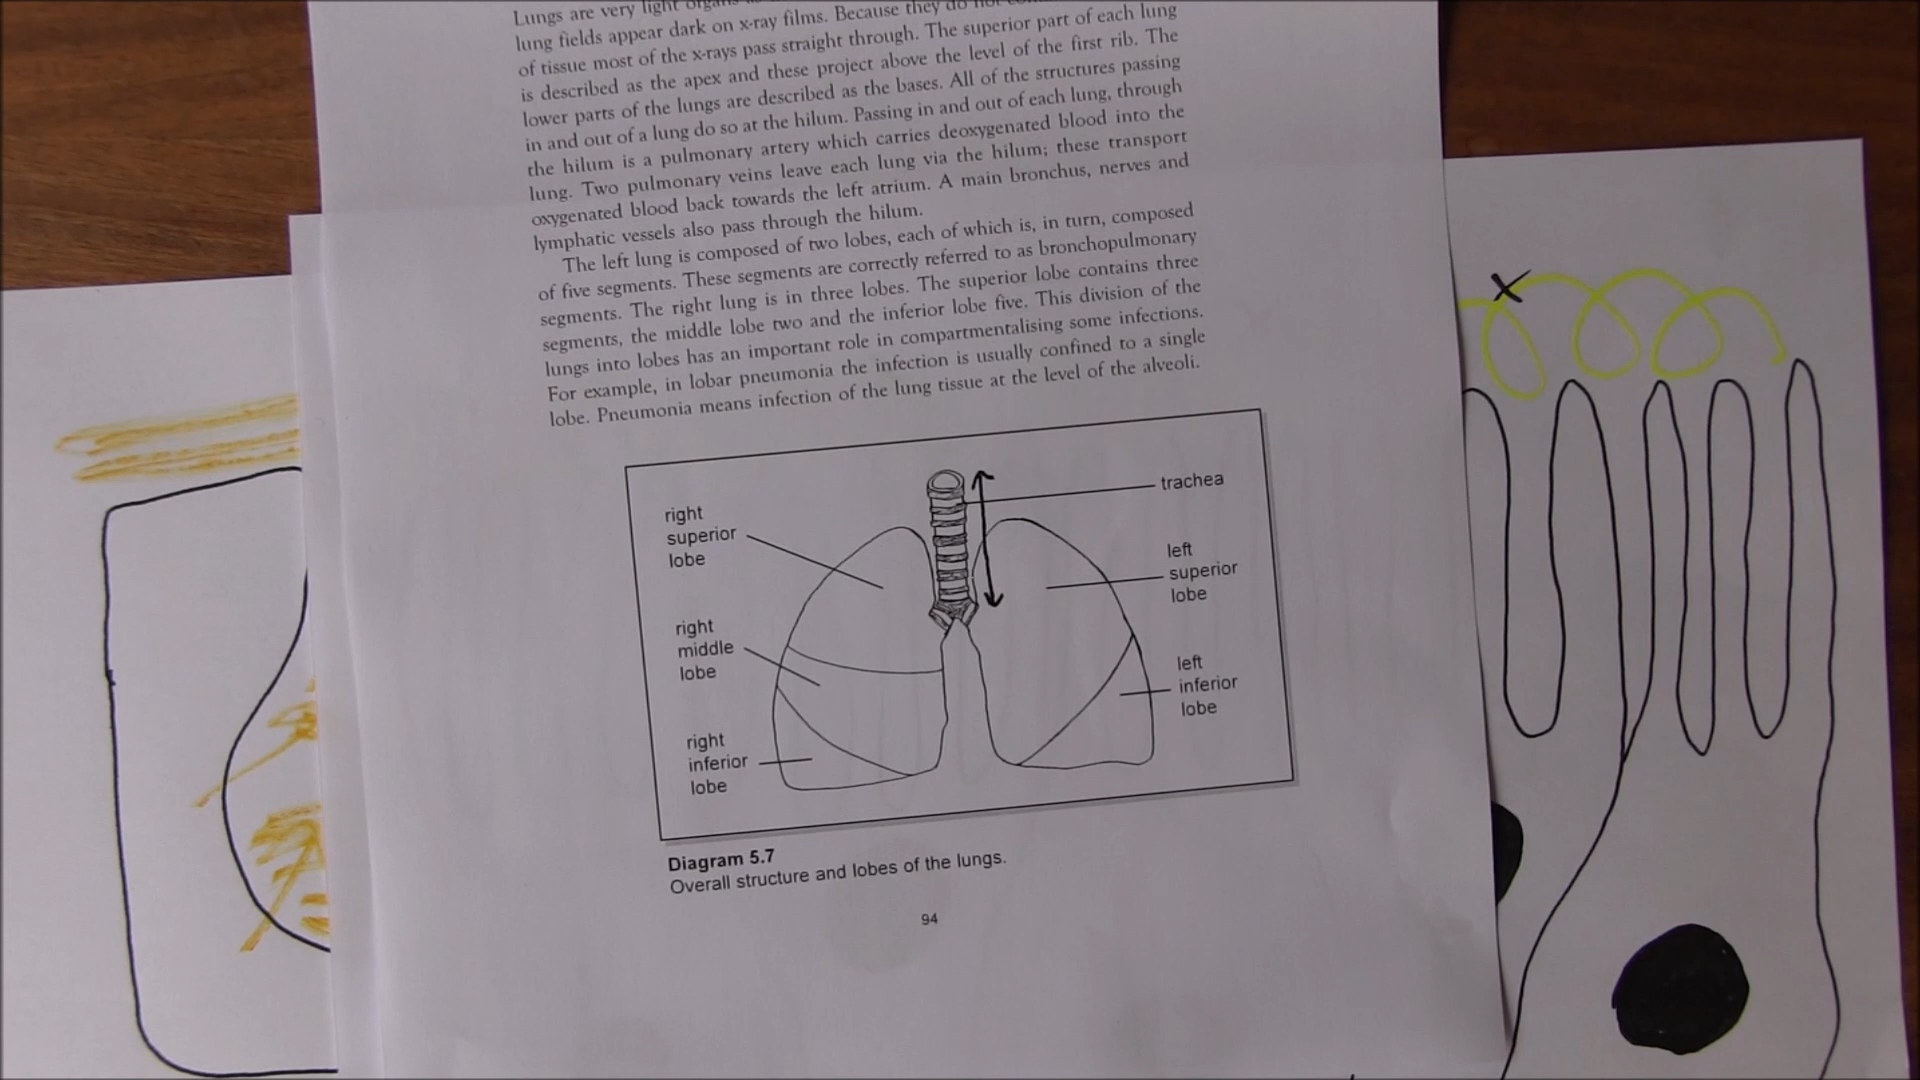 Lungs are very light organs
lung fields appear dark on x-ray films. Because they do not
of tissue most of the x-rays pass straight through. The superior part of each lung
is described as the apex and these project above the level of the first rib. The
lower parts of the lungs are described as the bases. All of the structures passing
in and out of a lung do so at the hilum. Passing in and out of each lung, through
the hilum is a pulmonary artery which carries deoxygenated blood into the
lung. Two pulmonary veins leave each lung via the hilum; these transport
oxygenated blood back towards the left atrium. A main bronchus, nerves and
lymphatic vessels also pass through the hilum.
The left lung is composed of two lobes, each of which is, in turn, composed
of five segments. These segments are correctly referred to as bronchopulmonary
segments. The right lung is in three lobes. The superior lobe contains three
segments, the middle lobe two and the inferior lobe five. This division of the
lungs into lobes has an important role in compartmentalising some infections.
For example, in lobar pneumonia the infection is usually confined to a single
lobe. Pneumonia means infection of the lung tissue at the level of the alveoli.
right
superior
lobe
right
middle
lobe
right
inferior
lobe
trachea
left
superior
lobe
left
inferior
lobe
Diagram 5.7
Overall structure and lobes of the lungs.
94